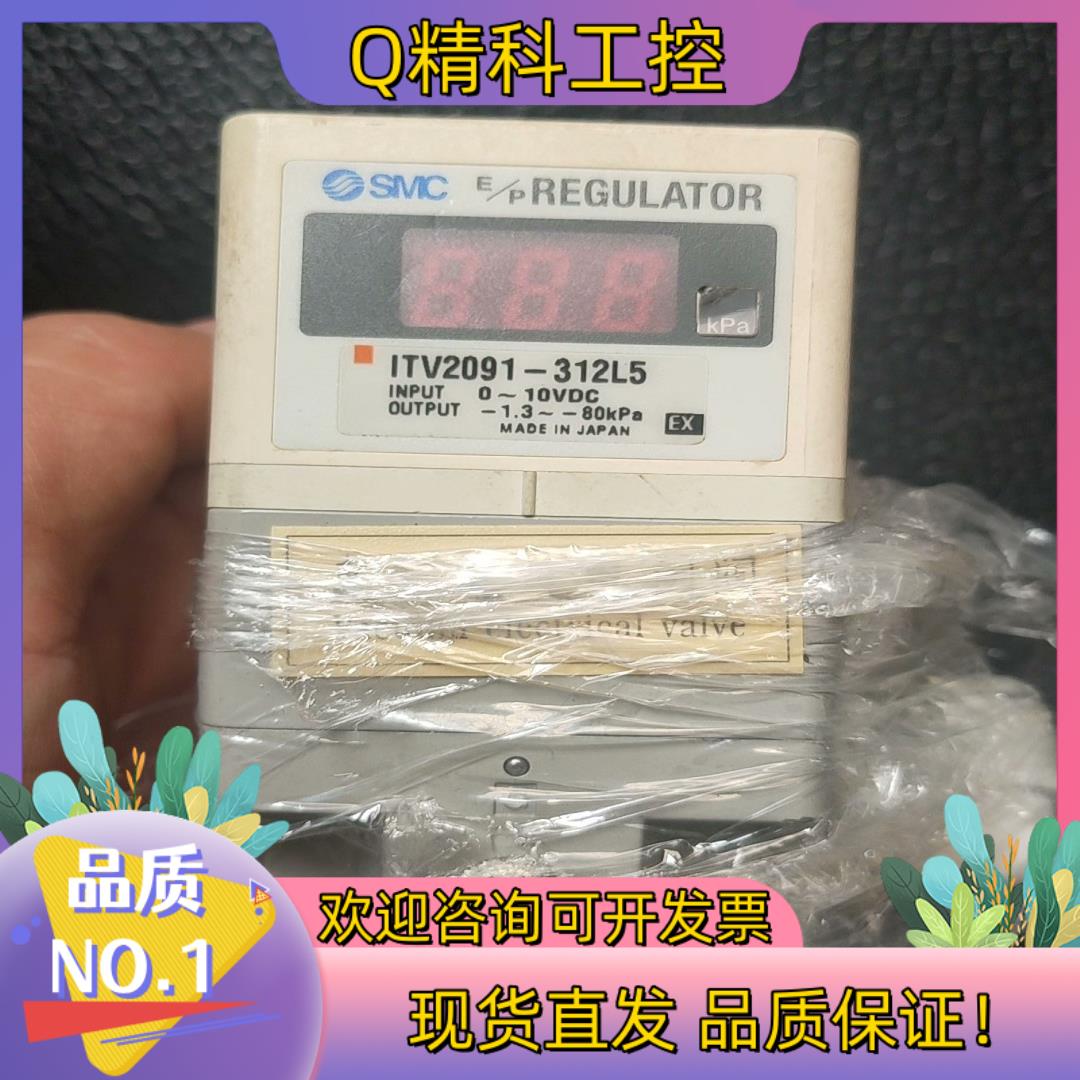 Q精科工控
SMC E/P REGULATOR
888
kPa
ITV2091-312L5
INPUT 0~10VDC
OUTPUT -1.3~-80kPa
MADE IN JAPAN EX
electrical valve
品质
NO.1
欢迎咨询可开发票
现货直发 品质保证!